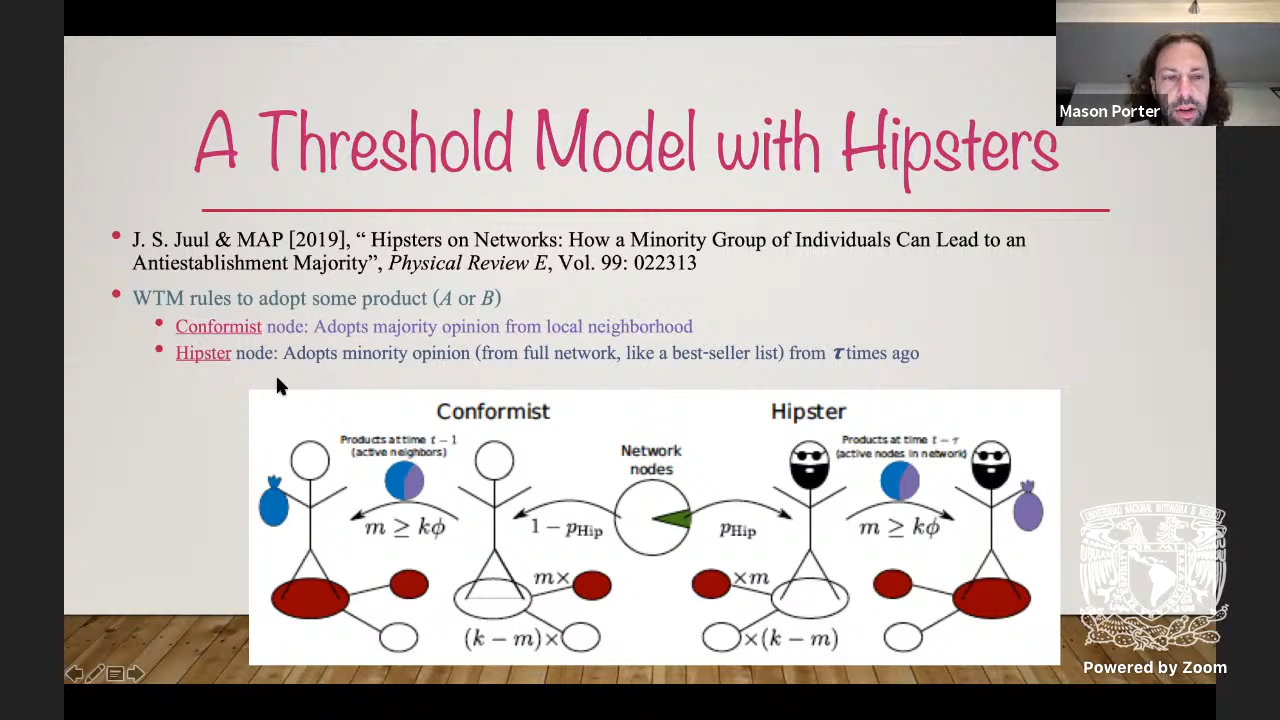 Mason Porter
A Threshold Model with Hipsters
• J. S. Juul & MAP [2019], “ Hipsters on Networks: How a Minority Group of Individuals Can Lead to an
Antiestablishment Majority”, Physical Review E, Vol. 99: 022313
• WTM rules to adopt some product (A or B)
• Conformist node: Adopts majority opinion from local neighborhood
• Hipster node: Adopts minority opinion (from full network, like a best-seller list) from τ times ago
Conformist
Hipster
Products at time t − 1
(active neighbors)
Network
nodes
Products at time t − τ
(active nodes in network)
m ≥ kϕ
1 − pHip
pHip
m ≥ kϕ
m×
×m
(k − m)×
×(k − m)
Powered by Zoom